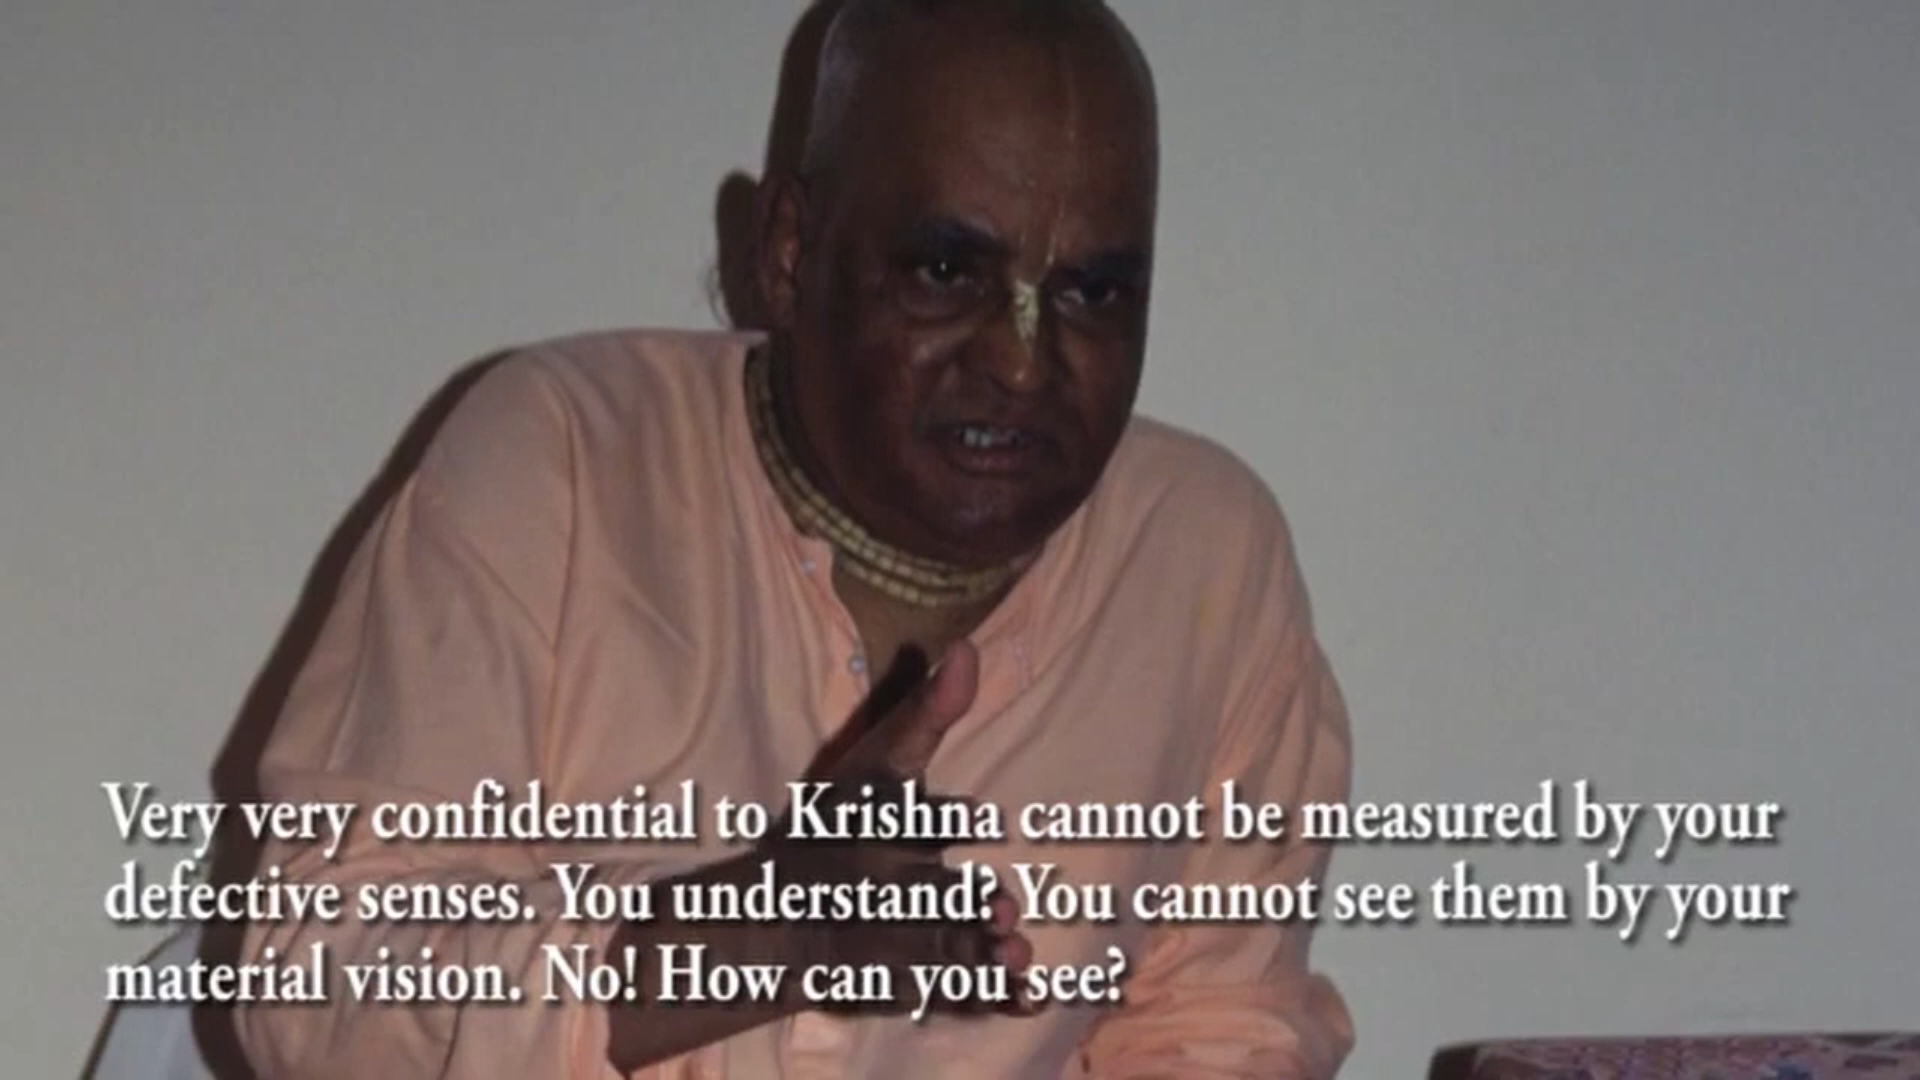 Very very confidential to Krishna cannot be measured by your
defective senses. You understand? You cannot see them by your
material vision. No! How can you see?